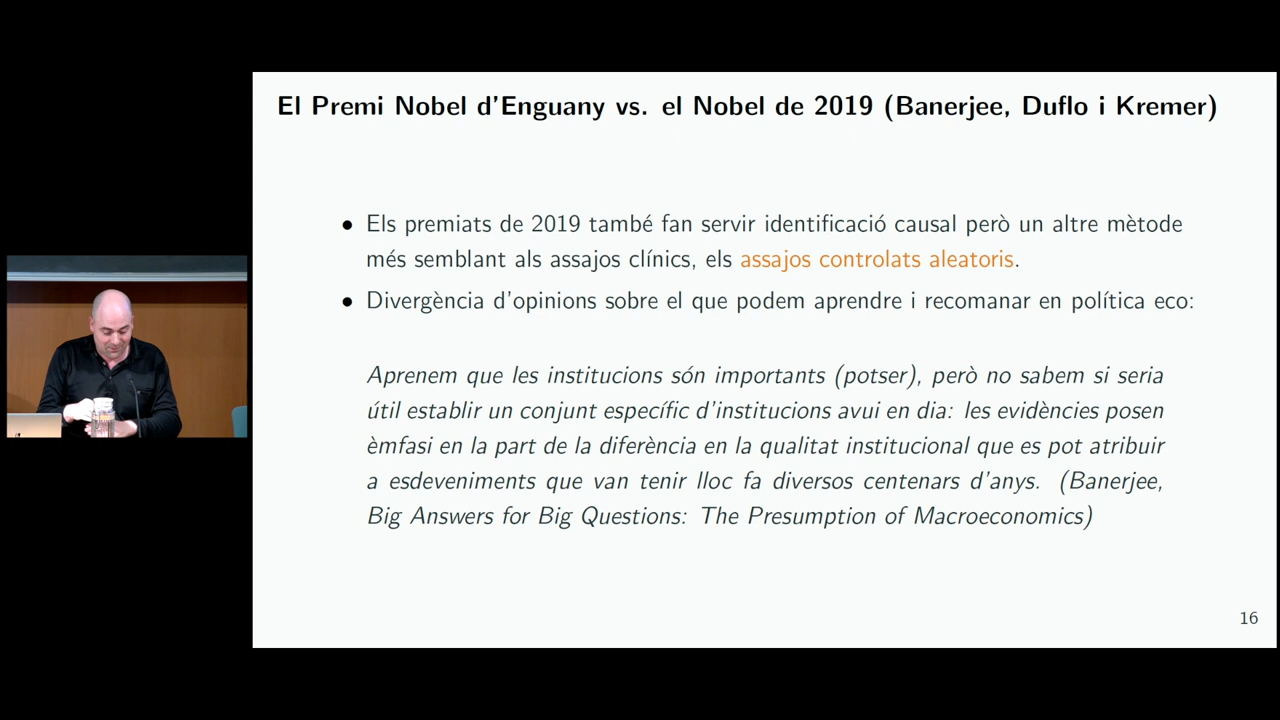 El Premi Nobel d'Enguany vs. el Nobel de 2019 (Banerjee, Duflo i Kremer)
• Els premiats de 2019 també fan servir identificació causal però un altre mètode
més semblant als assajos clínics, els assajos controlats aleatoris.
• Divergència d'opinions sobre el que podem aprendre i recomanar en política eco:
Aprenem que les institucions són importants (potser), però no sabem si seria
útil establir un conjunt específic d'institucions avui en dia: les evidències posen
èmfasi en la part de la diferència en la qualitat institucional que es pot atribuir
a esdeveniments que van tenir lloc fa diversos centenars d'anys. (Banerjee,
Big Answers for Big Questions: The Presumption of Macroeconomics)
16